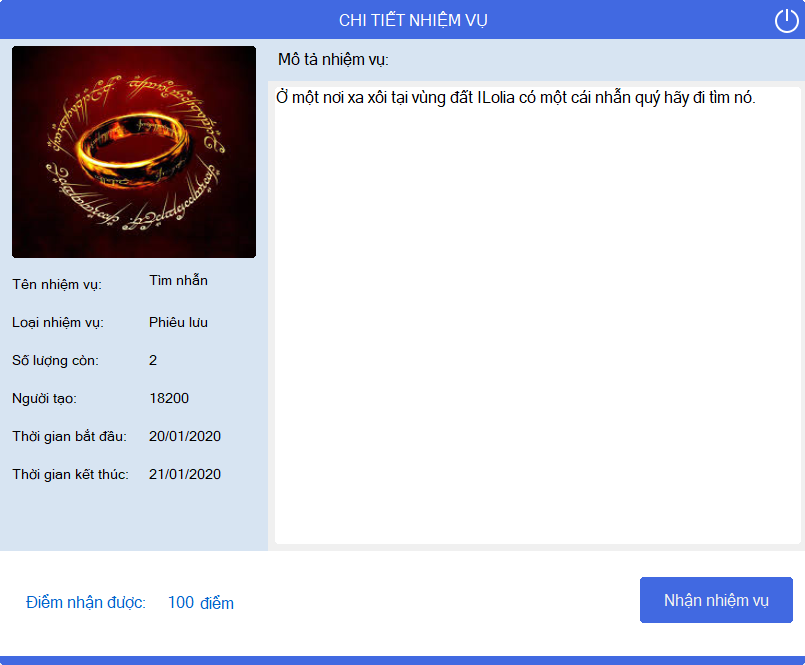 CHI TIẾT NHIỆM VỤ
Mô tả nhiệm vụ:
Ở một nơi xa xôi tại vùng đất ILolia có một cái nhẫn quý hãy đi tìm nó.
Tên nhiệm vụ: Tìm nhẫn
Loại nhiệm vụ: Phiêu lưu
Số lượng còn: 2
Người tạo: 18200
Thời gian bắt đầu: 20/01/2020
Thời gian kết thúc: 21/01/2020
Điểm nhận được: 100 điểm
Nhận nhiệm vụ